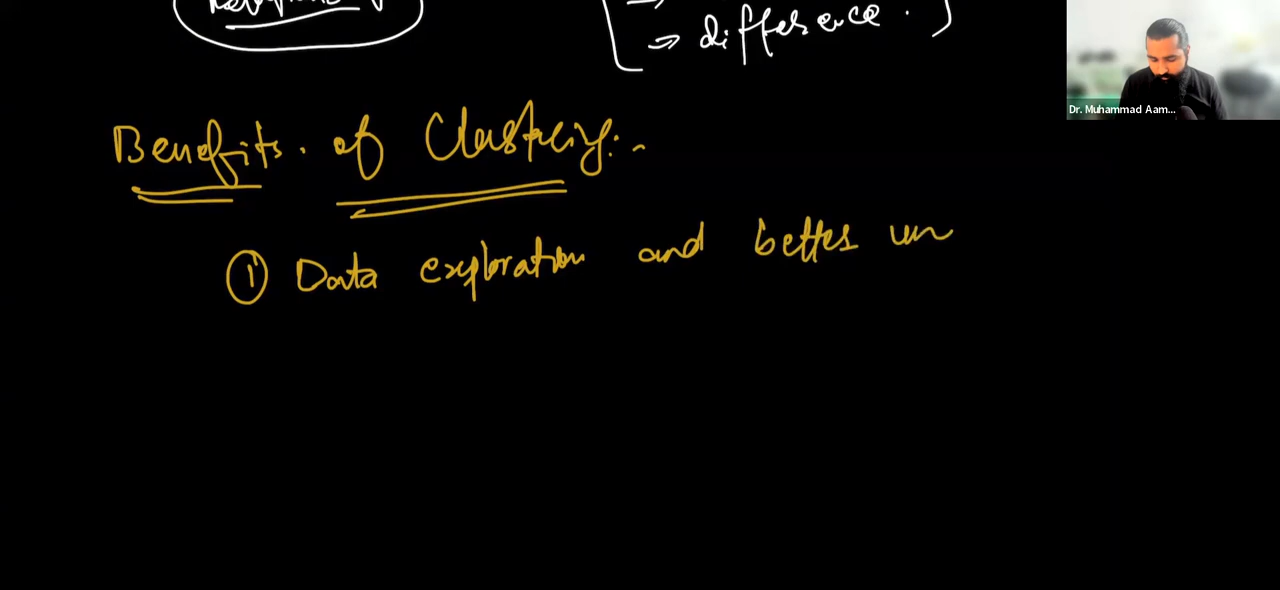 ⇒ difference.
Dr. Muhammad Aam...
Benefits. of Clustering:-
① Data exploration and better un